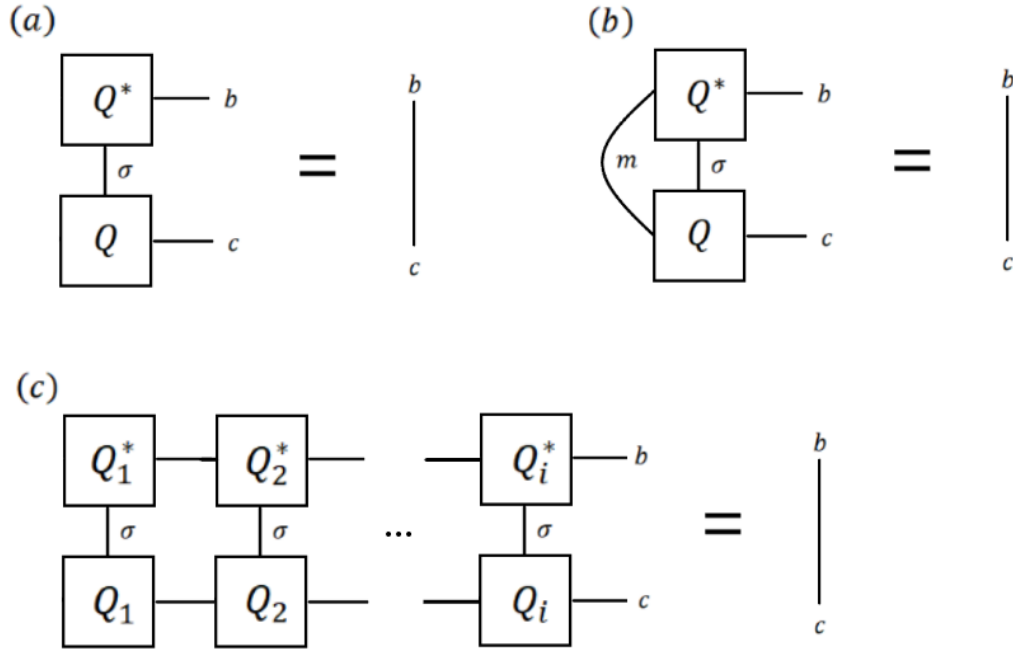 (a)
Q* b
σ
Q c
=
b
c
(b)
Q* b
m σ
Q c
=
b
c
(c)
Q₁* Q₂* Qᵢ* b
σ σ ... σ
Q₁ Q₂ Qᵢ c
=
b
c